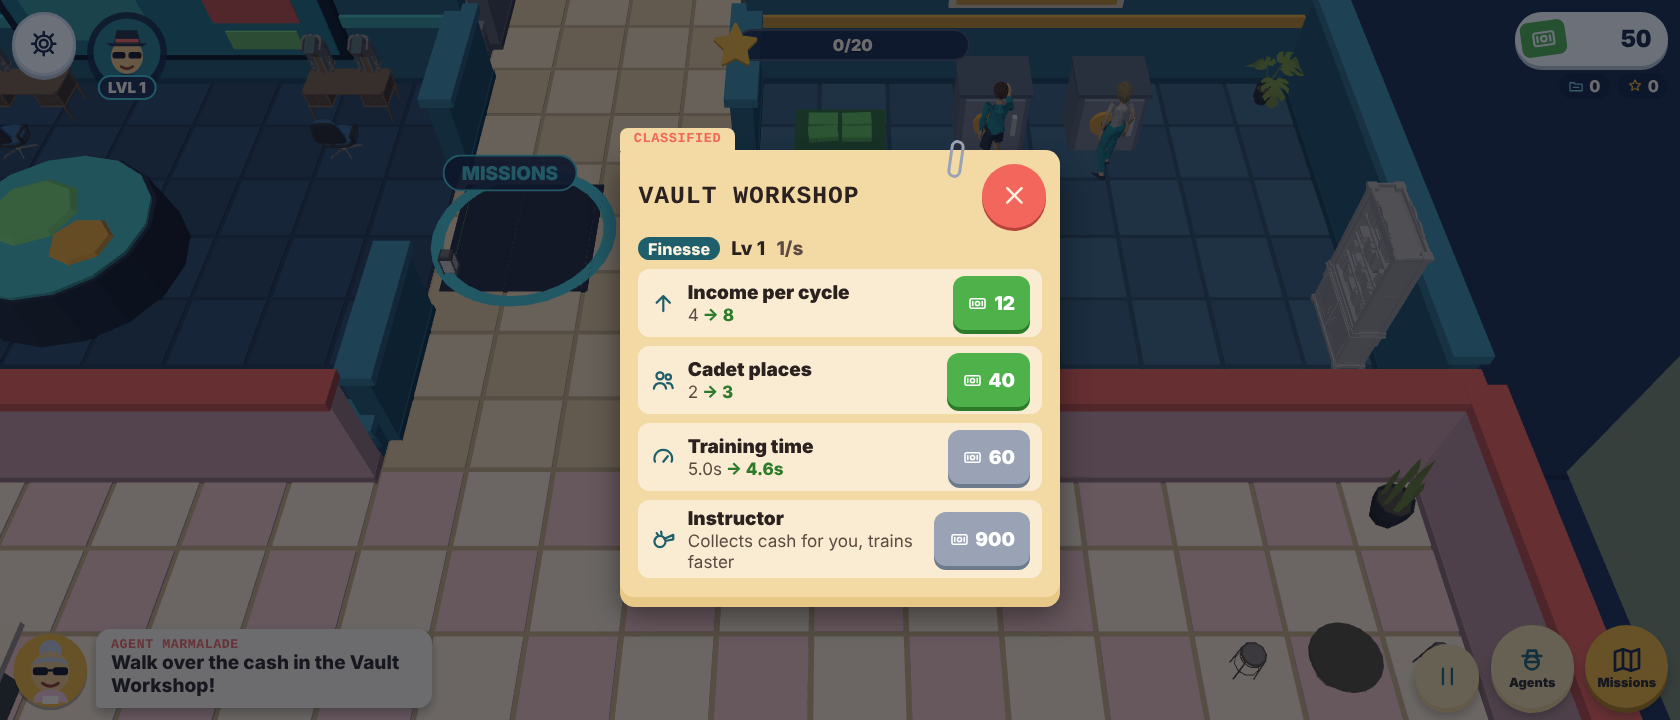 LVL 1
0/20
50
0
0
MISSIONS
CLASSIFIED
VAULT WORKSHOP
Finesse Lv 1 1/s
Income per cycle
4 → 8
12
Cadet places
2 → 3
40
Training time
5.0s → 4.6s
60
Instructor
Collects cash for you, trains
faster
900
AGENT MARMALADE
Walk over the cash in the Vault
Workshop!
Agents
Missions